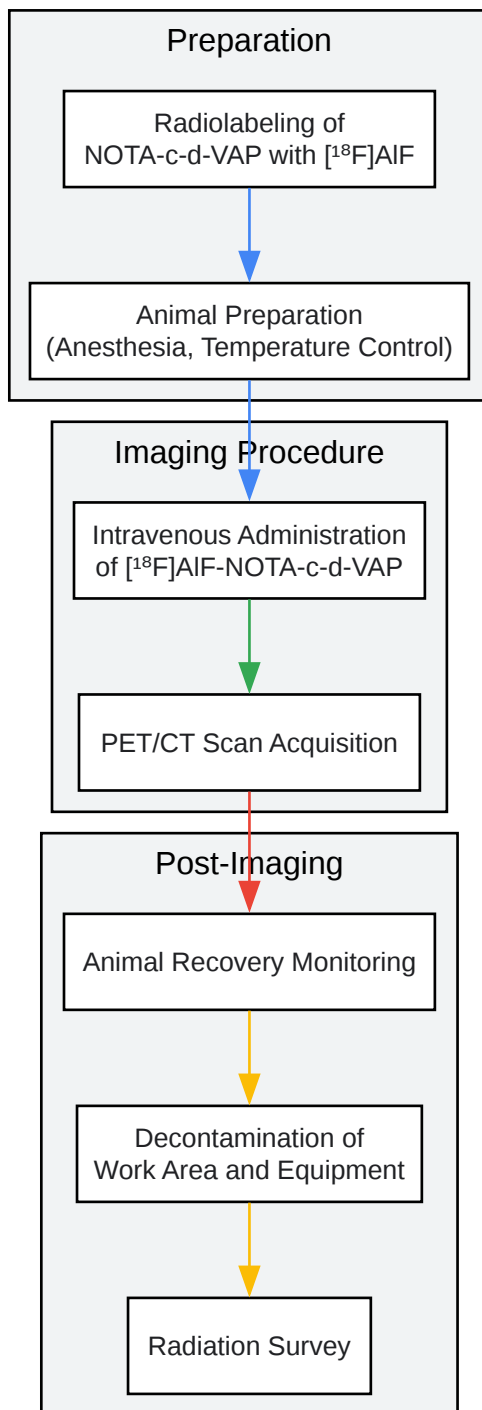 Preparation
Radiolabeling of
NOTA-c-d-VAP with [¹⁸F]AlF
Animal Preparation
(Anesthesia, Temperature Control)
Imaging Procedure
Intravenous Administration
of [¹⁸F]AlF-NOTA-c-d-VAP
PET/CT Scan Acquisition
Post-Imaging
Animal Recovery Monitoring
Decontamination of
Work Area and Equipment
Radiation Survey